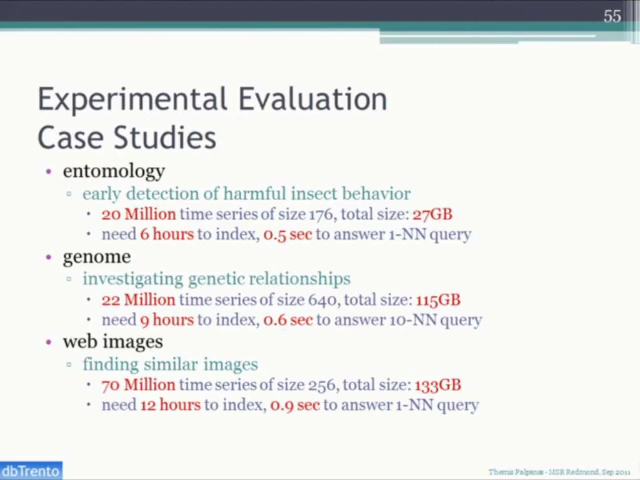 55
Experimental Evaluation
Case Studies
• entomology
▫ early detection of harmful insect behavior
▪ 20 Million time series of size 176, total size: 27GB
▪ need 6 hours to index, 0.5 sec to answer 1-NN query
• genome
▫ investigating genetic relationships
▪ 22 Million time series of size 640, total size: 115GB
▪ need 9 hours to index, 0.6 sec to answer 10-NN query
• web images
▫ finding similar images
▪ 70 Million time series of size 256, total size: 133GB
▪ need 12 hours to index, 0.9 sec to answer 1-NN query
dbTrento
Themis Palpanas - MSR Redmond, Sep 2011